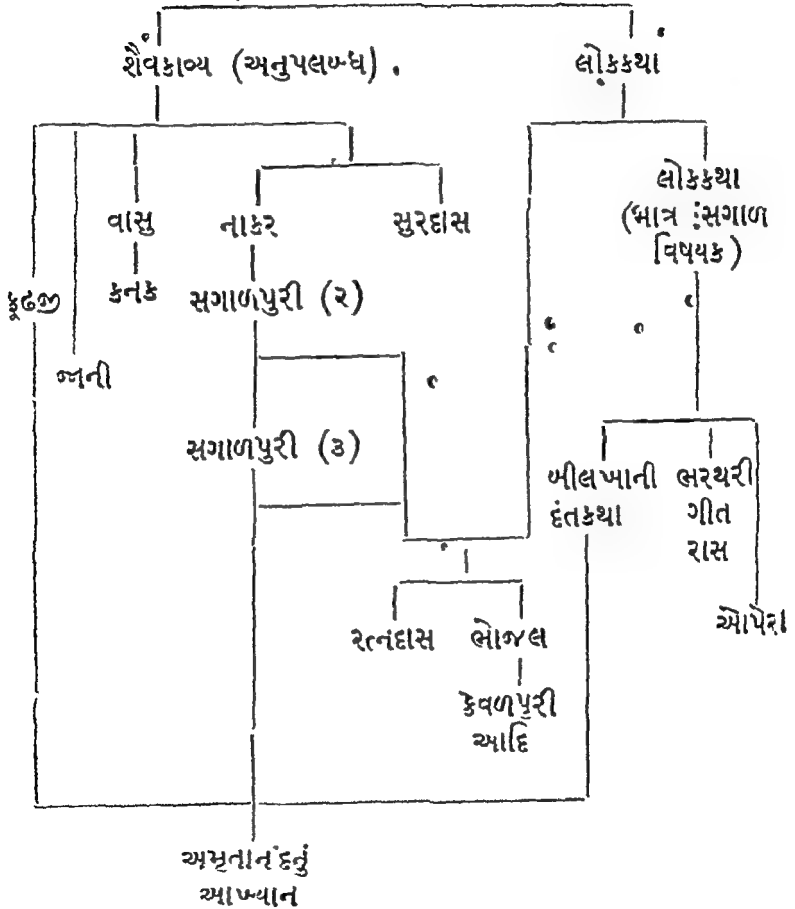 શૈવકાવ્ય (અનુપલબ્ધ) .
લોકકથા
લોકકથા
(માત્ર સગાળ
વિષયક)
વાસુ
નાકર
સુરદાસ
કૂઢજી
કનક
સગાળપુરી (૨)
જાની
સગાળપુરી (૩)
બીલખાની
દંતકથા
ભરથરી
ગીત
રાસ
ઓપેરા
રત્નદાસ
ભોજલ
કેવળપુરી
આદિ
અમૃતાનંદનું
આખ્યાન